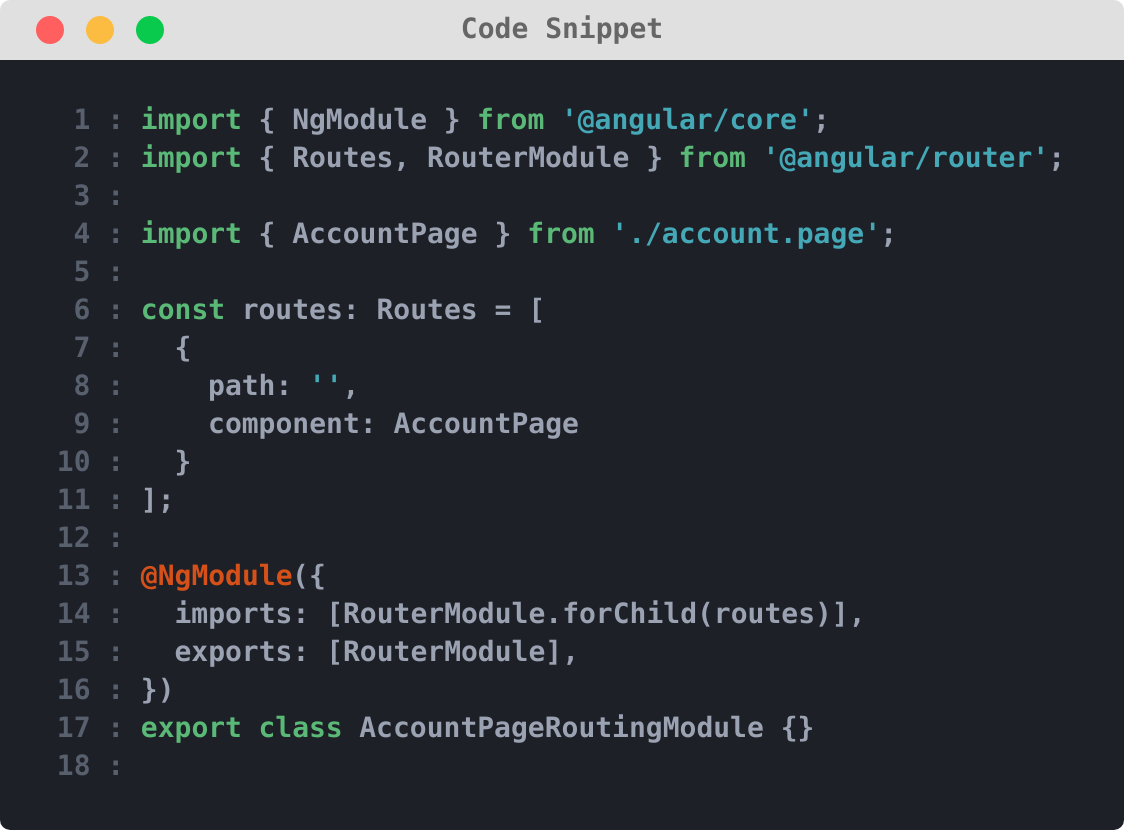 Code Snippet
1 : import { NgModule } from '@angular/core';
2 : import { Routes, RouterModule } from '@angular/router';
3 :
4 : import { AccountPage } from './account.page';
5 :
6 : const routes: Routes = [
7 :   {
8 :     path: '',
9 :     component: AccountPage
10 :   }
11 : ];
12 :
13 : @NgModule({
14 :   imports: [RouterModule.forChild(routes)],
15 :   exports: [RouterModule],
16 : })
17 : export class AccountPageRoutingModule {}
18 :